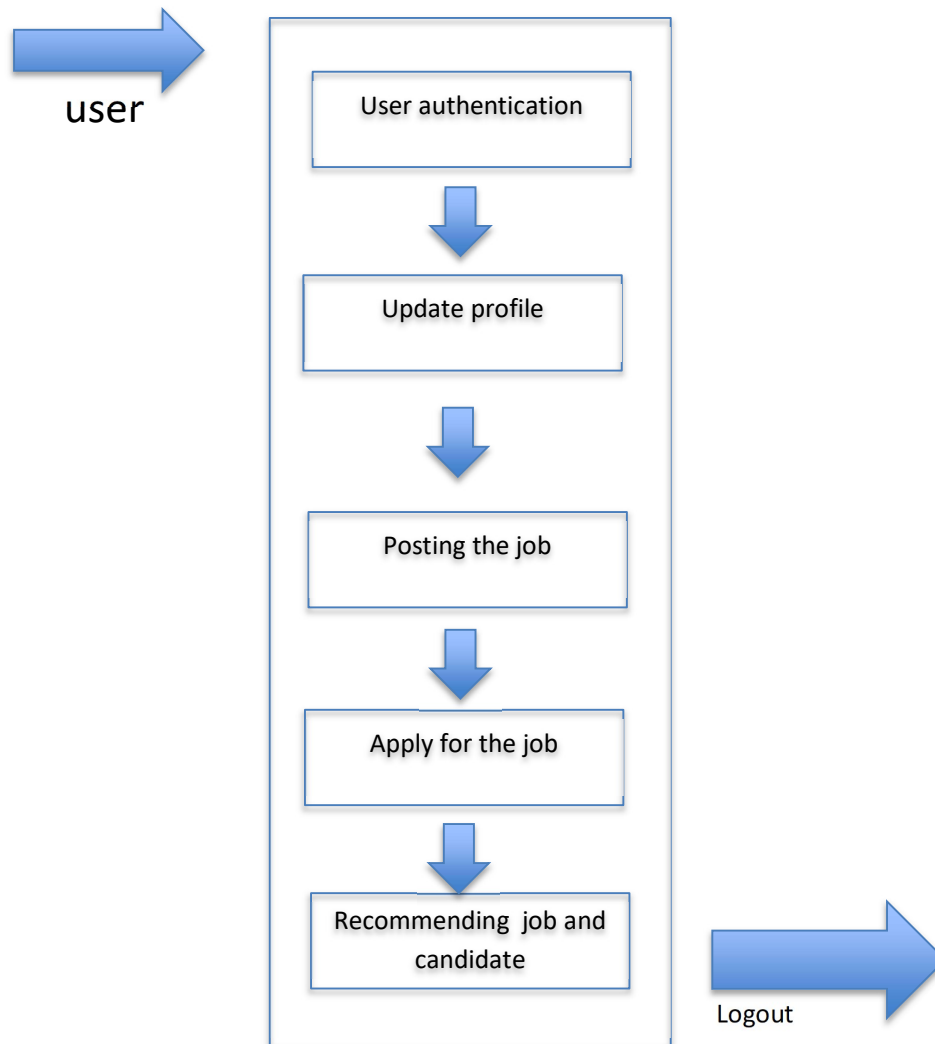 user
User authentication
Update profile
Posting the job
Apply for the job
Recommending job and
candidate
Logout